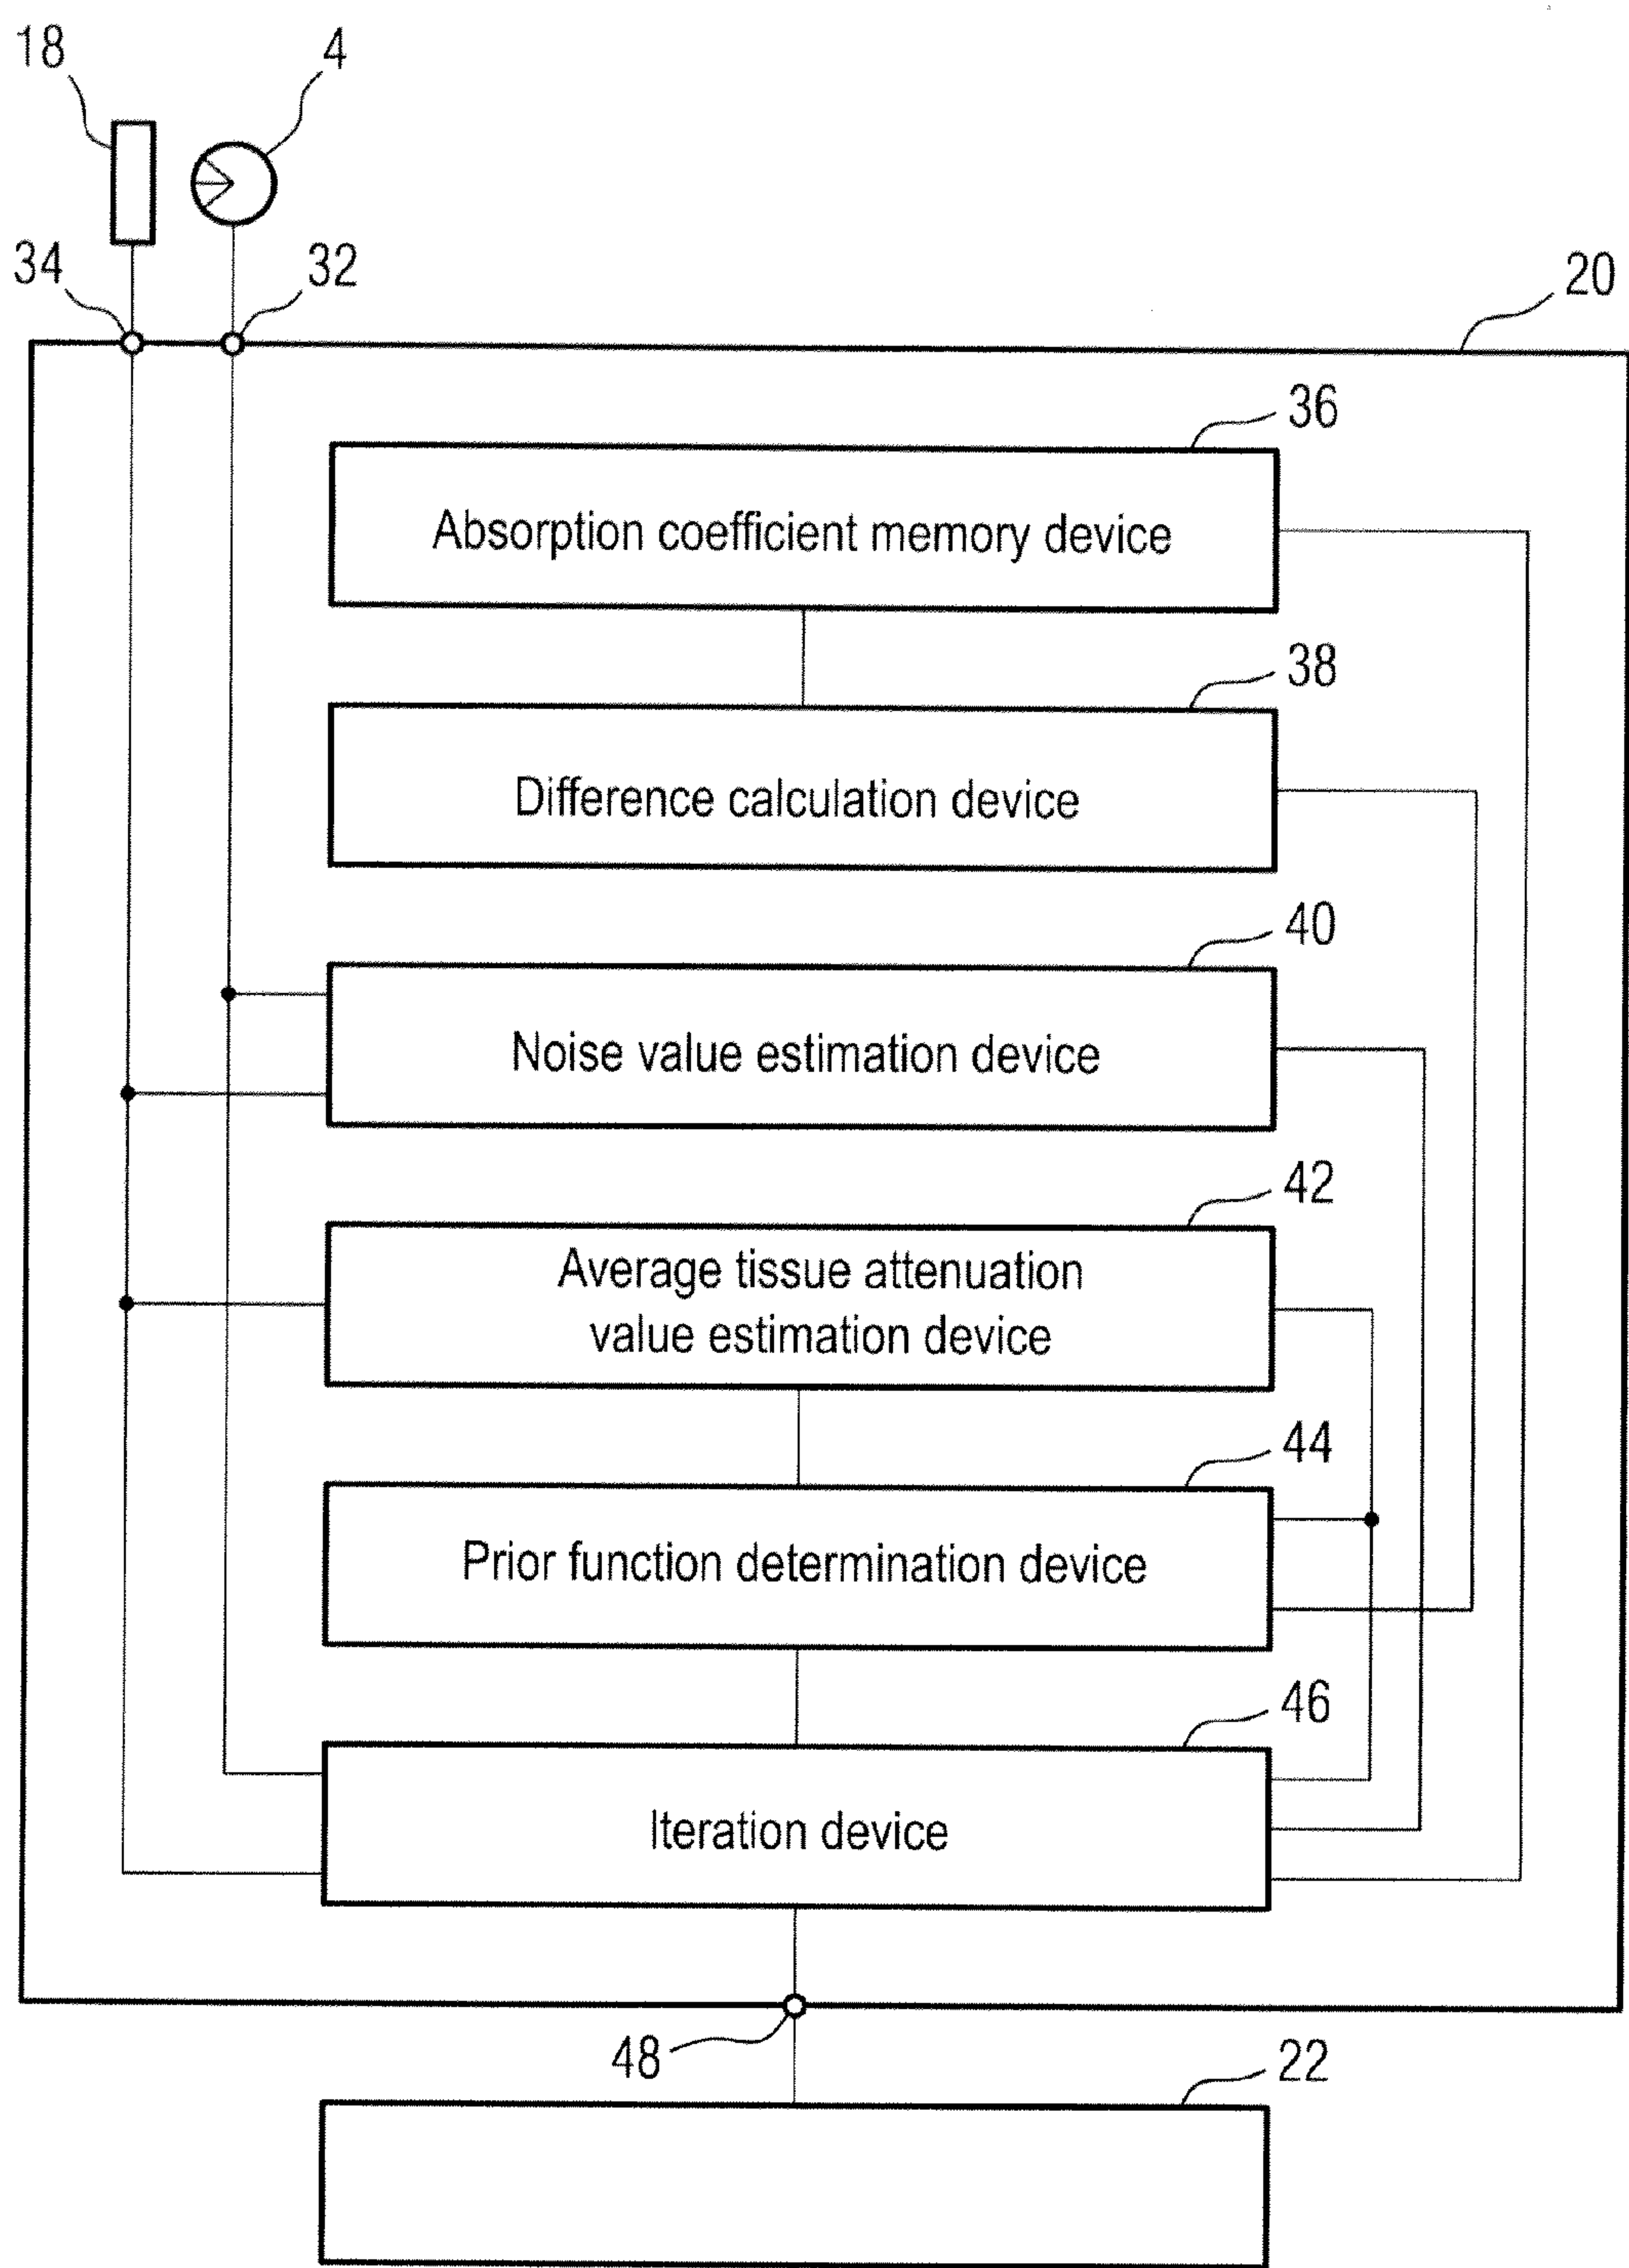 18
4
34
32
20
36
Absorption coefficient memory device
38
Difference calculation device
40
Noise value estimation device
42
Average tissue attenuation
value estimation device
44
Prior function determination device
46
Iteration device
48
22